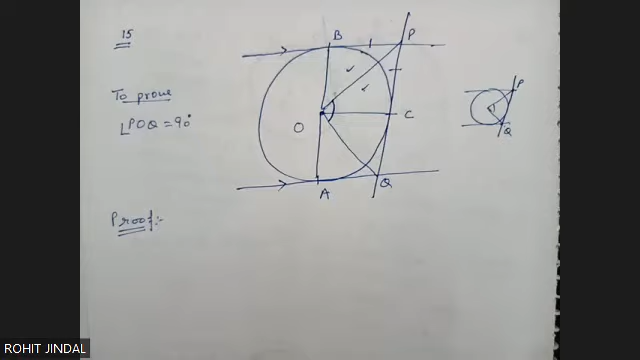 15
To prove
∠POQ = 90°
B
P
O
C
A
Q
P
Q
Proof:-
ROHIT JINDAL